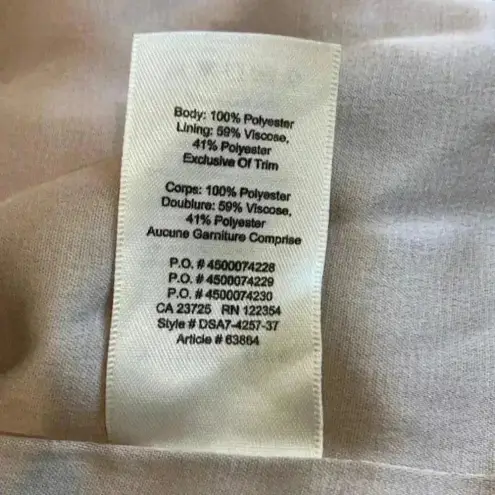 Body: 100% Polyester
Lining: 59% Viscose,
41% Polyester
Exclusive Of Trim
Corps: 100% Polyester
Doublure: 59% Viscose,
41% Polyester
Aucune Garniture Comprise
P.O. # 4500074228
P.O. # 4500074229
P.O. # 4500074230
CA 23725 RN 122354
Style # DSA7-4257-37
Article # 63864